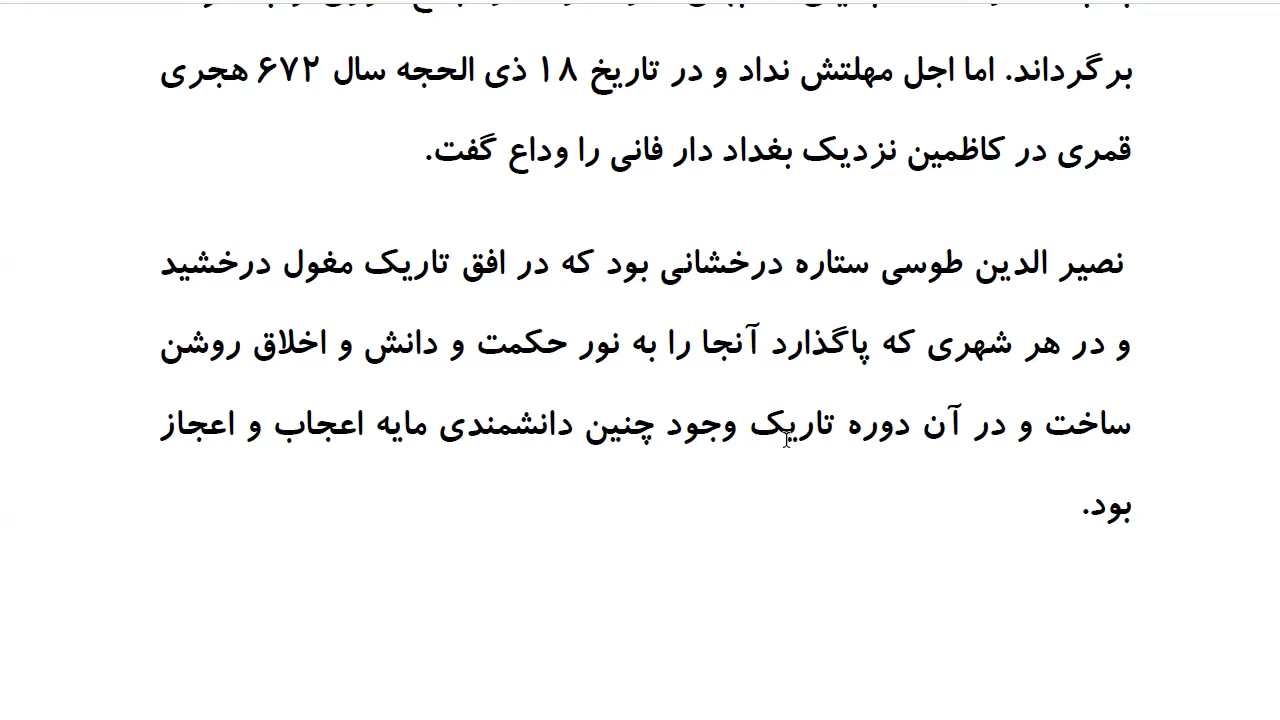 برگرداند. اما اجل مهلتش نداد و در تاریخ ۱۸ ذی الحجه سال ۶۷۲ هجری
قمری در کاظمین نزدیک بغداد دار فانی را وداع گفت.
نصیر الدین طوسی ستاره درخشانی بود که در افق تاریک مغول درخشید
و در هر شهری که پاگذارد آنجا را به نور حکمت و دانش و اخلاق روشن
ساخت و در آن دوره تاریک وجود چنین دانشمندی مایه اعجاب و اعجاز
بود.